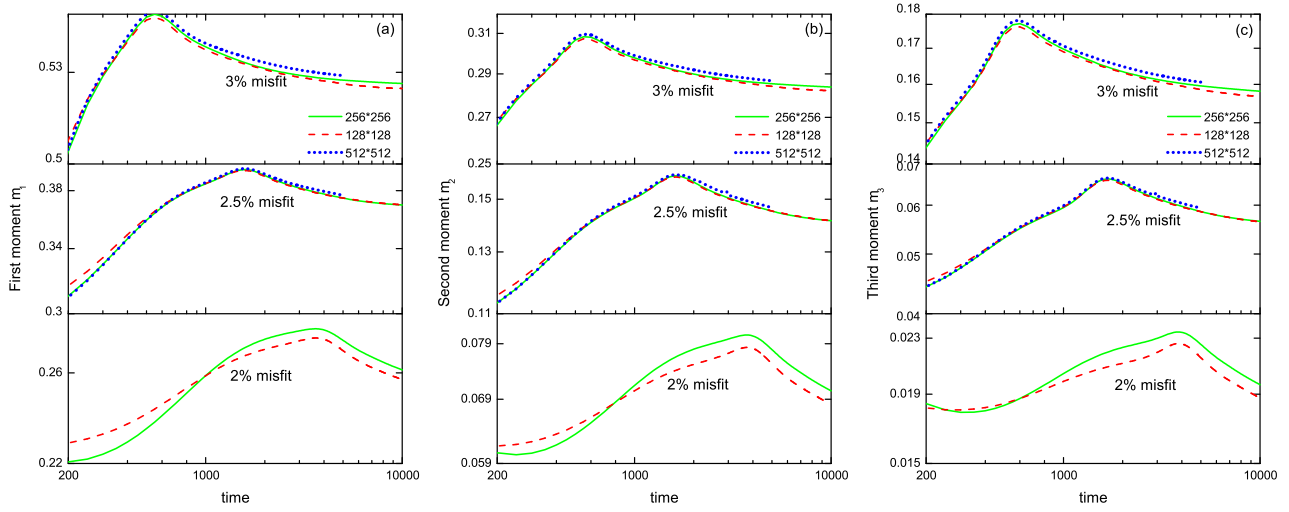 (a)
0.53
3% misfit
256*256
128*128
512*512
0.5
0.38
2.5% misfit
0.34
0.3
2% misfit
0.26
0.22
200
1000
10000
time
First moment m1
(b)
0.31
0.29
3% misfit
0.27
256*256
128*128
512*512
0.25
0.15
2.5% misfit
0.13
0.11
0.079
2% misfit
0.069
0.059
200
1000
10000
time
Second moment m2
0.18
(c)
0.17
0.16
3% misfit
0.15
256*256
128*128
512*512
0.14
0.07
0.06
2.5% misfit
0.05
0.04
0.023
2% misfit
0.019
0.015
200
1000
10000
time
Third moment m3